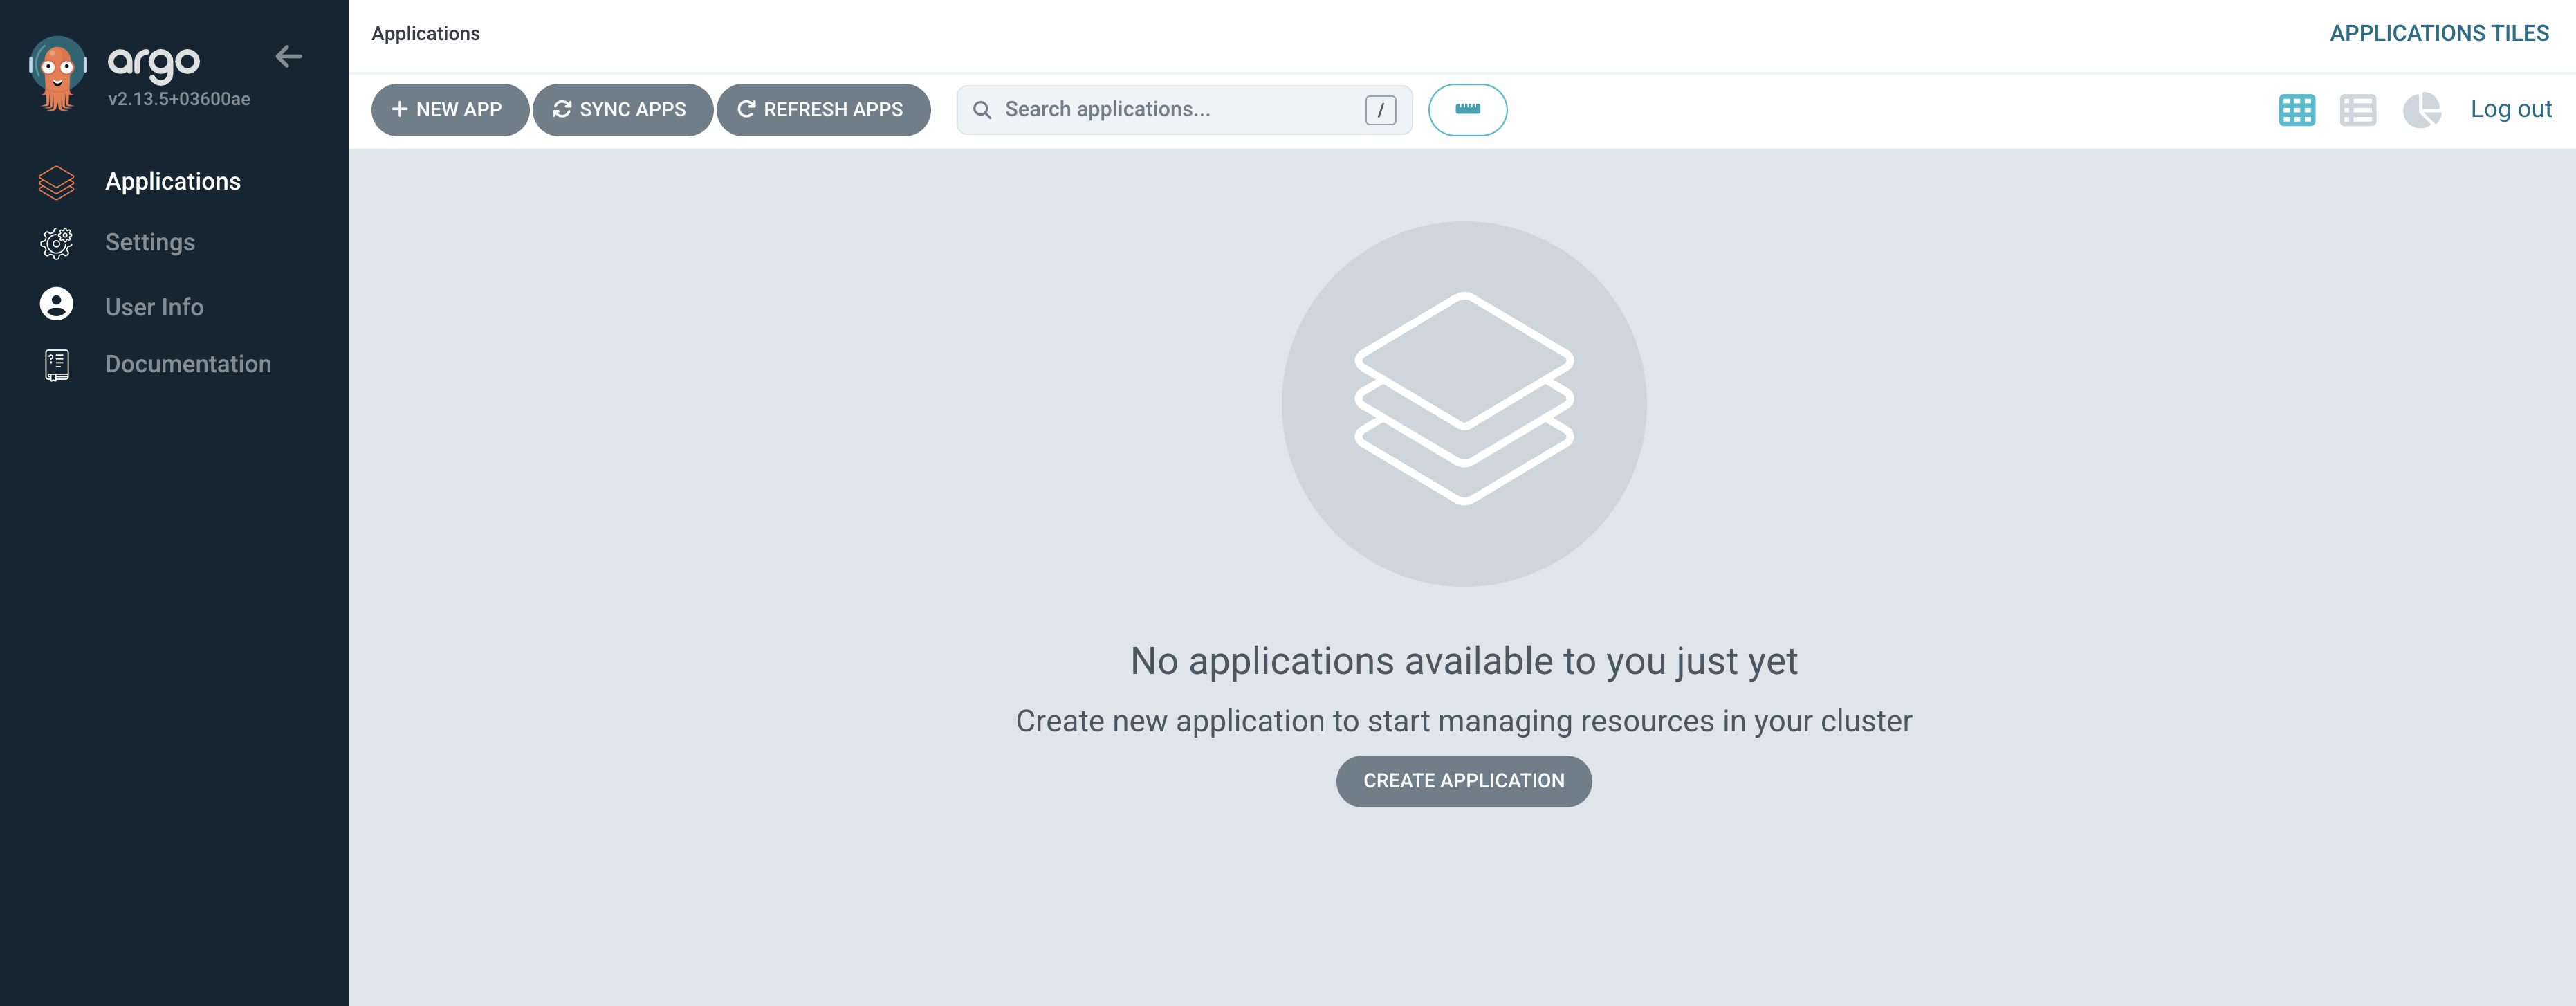 argo
v2.13.5+03600ae
Applications
Settings
User Info
Documentation
Applications
APPLICATIONS TILES
NEW APP
SYNC APPS
REFRESH APPS
Search applications...
/
Log out
No applications available to you just yet
Create new application to start managing resources in your cluster
CREATE APPLICATION